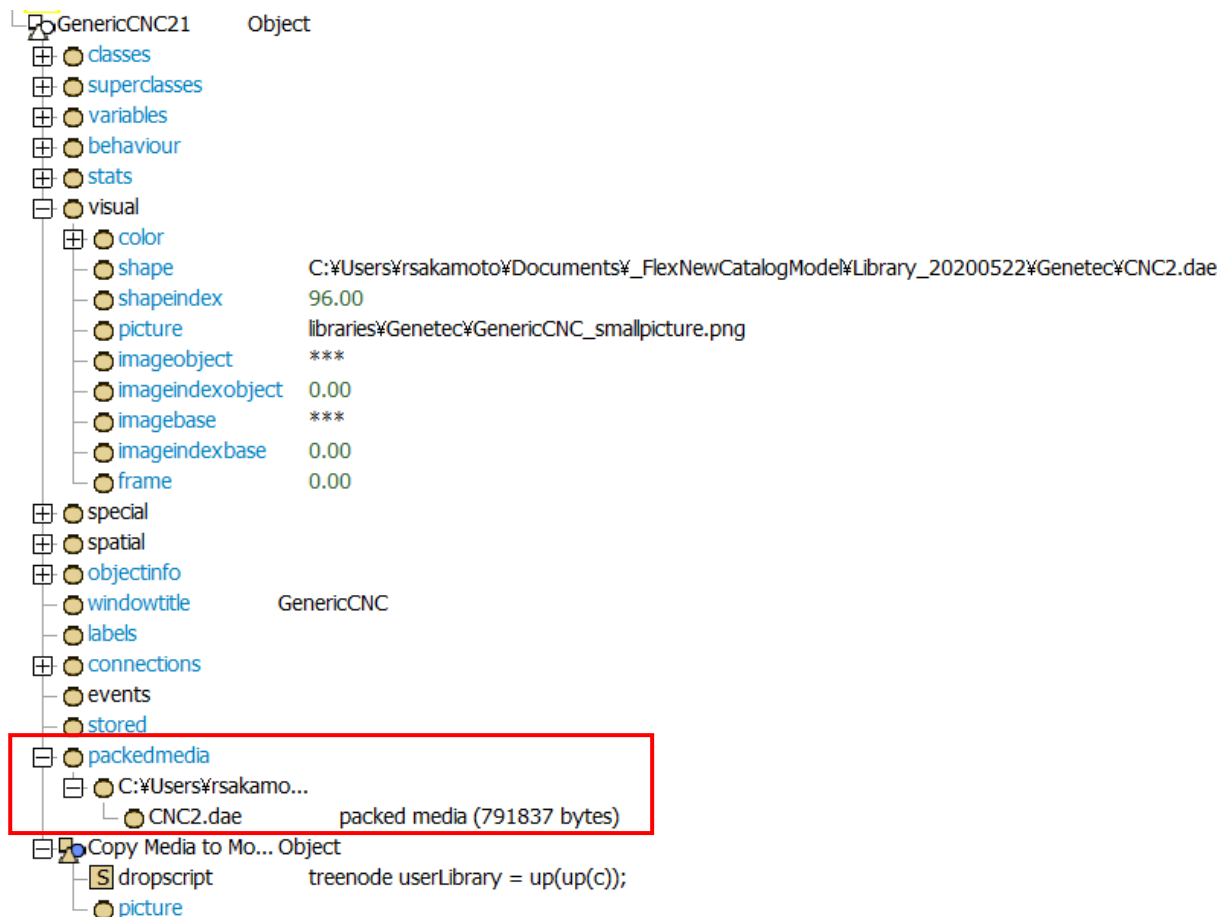 GenericCNC21 Object
classes
superclasses
variables
behaviour
stats
visual
color
shape C:¥Users¥rsakamoto¥Documents¥_FlexNewCatalogModel¥Library_20200522¥Genetec¥CNC2.dae
shapeindex 96.00
picture libraries¥Genetec¥GenericCNC_smallpicture.png
imageobject ***
imageindexobject 0.00
imagebase ***
imageindexbase 0.00
frame 0.00
special
spatial
objectinfo
windowtitle GenericCNC
labels
connections
events
stored
packedmedia
C:¥Users¥rsakamo...
CNC2.dae packed media (791837 bytes)
Copy Media to Mo... Object
S dropscript treenode userLibrary = up(up(c));
picture